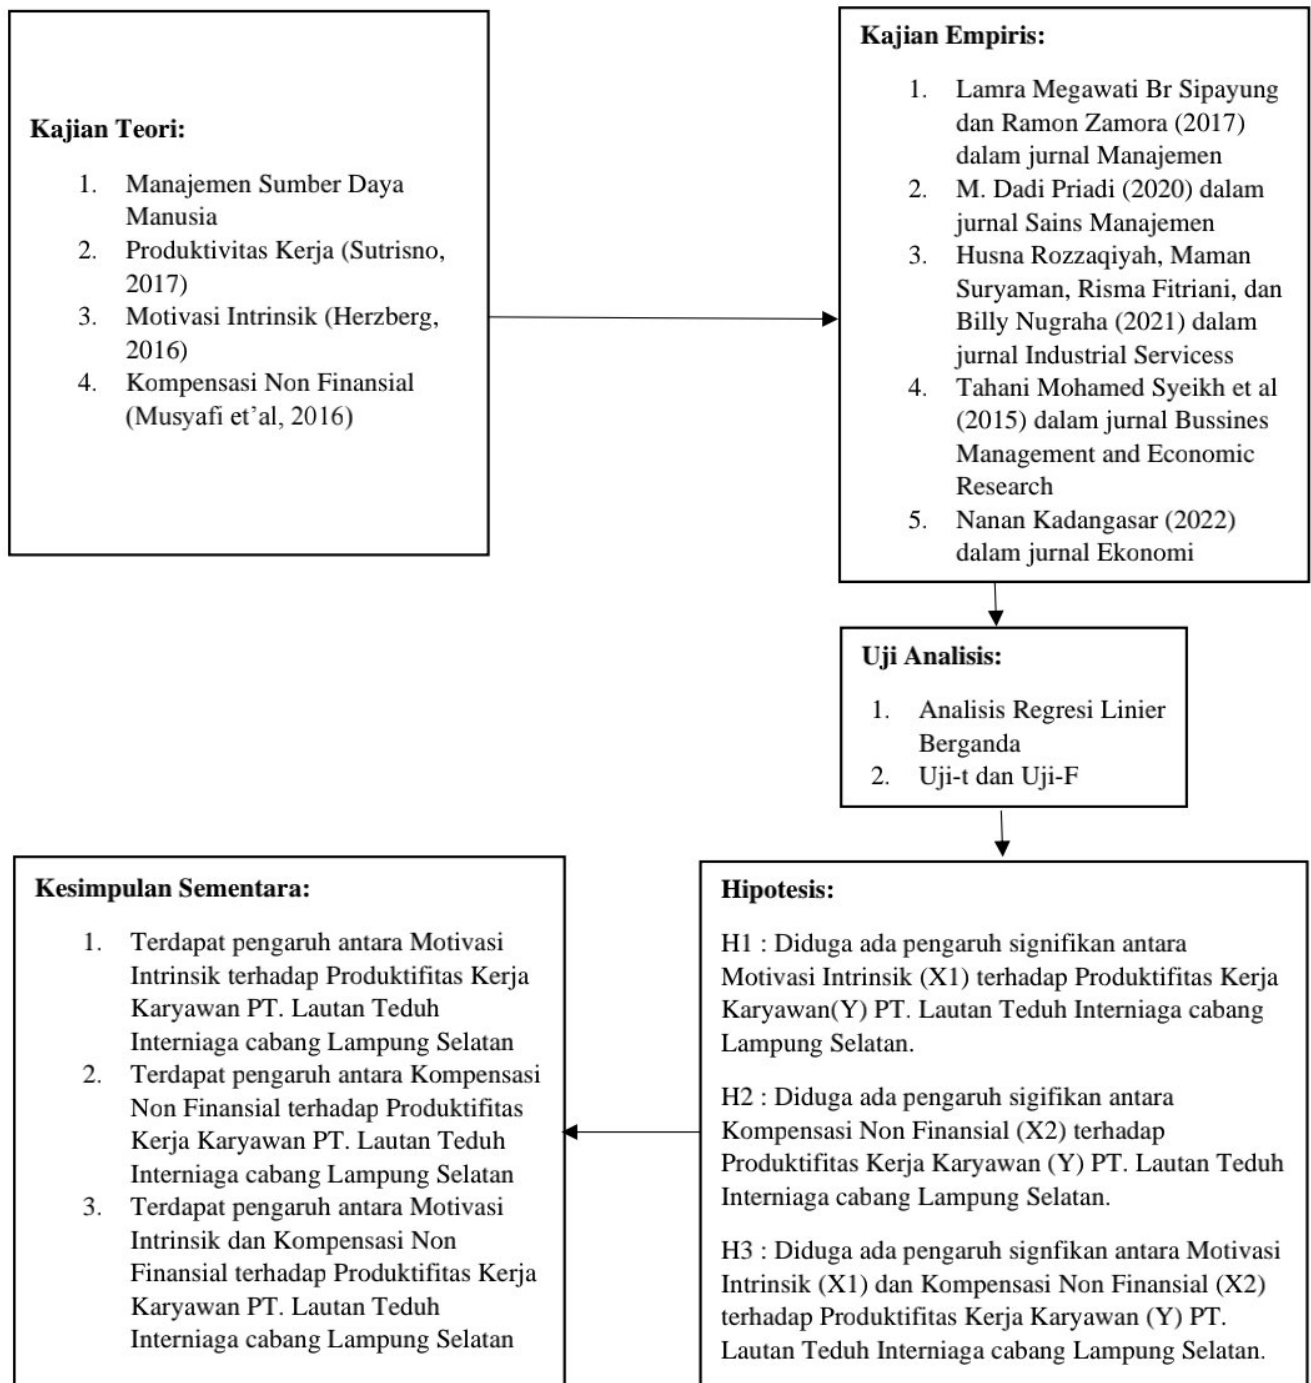 Kajian Teori:
1. Manajemen Sumber Daya
Manusia
2. Produktivitas Kerja (Sutrisno,
2017)
3. Motivasi Intrinsik (Herzberg,
2016)
4. Kompensasi Non Finansial
(Musyafi et’al, 2016)
Kajian Empiris:
1. Lamra Megawati Br Sipayung
dan Ramon Zamora (2017)
dalam jurnal Manajemen
2. M. Dadi Priadi (2020) dalam
jurnal Sains Manajemen
3. Husna Rozzaqiyah, Maman
Suryaman, Risma Fitriani, dan
Billy Nugraha (2021) dalam
jurnal Industrial Servicess
4. Tahani Mohamed Syeikh et al
(2015) dalam jurnal Bussines
Management and Economic
Research
5. Nanan Kadangasar (2022)
dalam jurnal Ekonomi
Uji Analisis:
1. Analisis Regresi Linier
Berganda
2. Uji-t dan Uji-F
Hipotesis:
H1 : Diduga ada pengaruh signifikan antara
Motivasi Intrinsik (X1) terhadap Produktifitas Kerja
Karyawan(Y) PT. Lautan Teduh Interniaga cabang
Lampung Selatan.
H2 : Diduga ada pengaruh sigifikan antara
Kompensasi Non Finansial (X2) terhadap
Produktifitas Kerja Karyawan (Y) PT. Lautan Teduh
Interniaga cabang Lampung Selatan.
H3 : Diduga ada pengaruh signfikan antara Motivasi
Intrinsik (X1) dan Kompensasi Non Finansial (X2)
terhadap Produktifitas Kerja Karyawan (Y) PT.
Lautan Teduh Interniaga cabang Lampung Selatan.
Kesimpulan Sementara:
1. Terdapat pengaruh antara Motivasi
Intrinsik terhadap Produktifitas Kerja
Karyawan PT. Lautan Teduh
Interniaga cabang Lampung Selatan
2. Terdapat pengaruh antara Kompensasi
Non Finansial terhadap Produktifitas
Kerja Karyawan PT. Lautan Teduh
Interniaga cabang Lampung Selatan
3. Terdapat pengaruh antara Motivasi
Intrinsik dan Kompensasi Non
Finansial terhadap Produktifitas Kerja
Karyawan PT. Lautan Teduh
Interniaga cabang Lampung Selatan